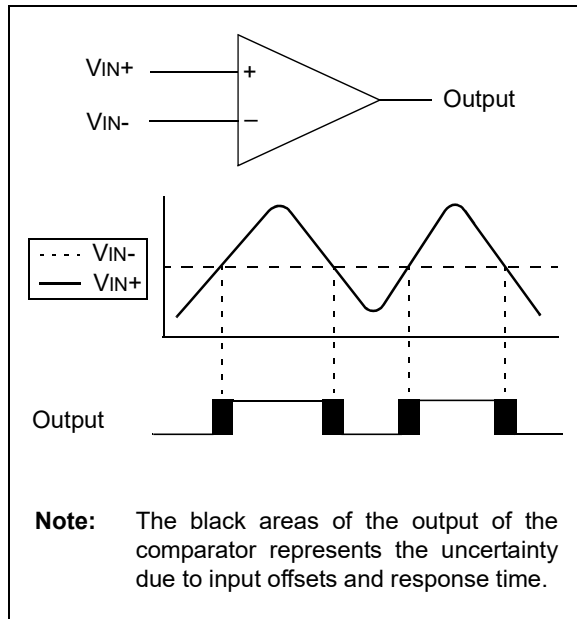 VIN+
+
Output
VIN-
–
VIN-
VIN+
Output
Note: The black areas of the output of the
comparator represents the uncertainty
due to input offsets and response time.